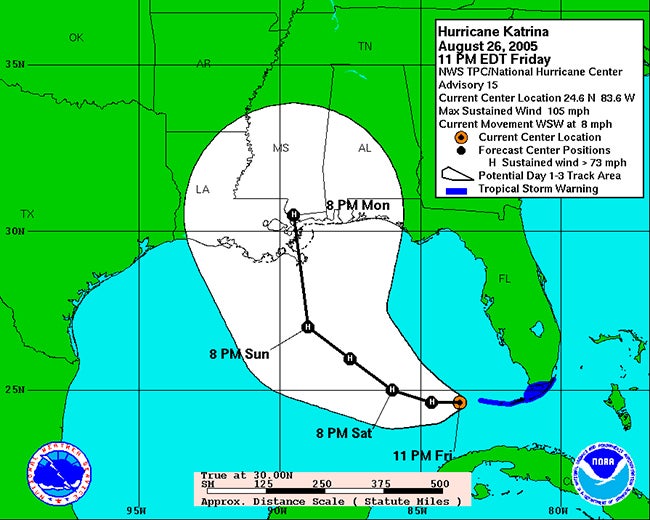 Hurricane Katrina
August 26, 2005
11 PM EDT Friday
NWS TPC/National Hurricane Center
Advisory 15
Current Center Location 24.6 N 83.6 W
Max Sustained Wind 105 mph
Current Movement WSW at 8 mph
Current Center Location
Forecast Center Positions
H Sustained wind > 73 mph
Potential Day 1-3 Track Area
Tropical Storm Warning
OK
TN
35N
AR
MS
AL
LA
8 PM Mon
H
TX
30N
FL
H
8 PM Sun
H
25N
H
H
8 PM Sat
11 PM Fri
NOAA
True at 30.00N
SM 125 250 375 500
Approx. Distance Scale ( Statute Miles )
95W 90W 85W 80W